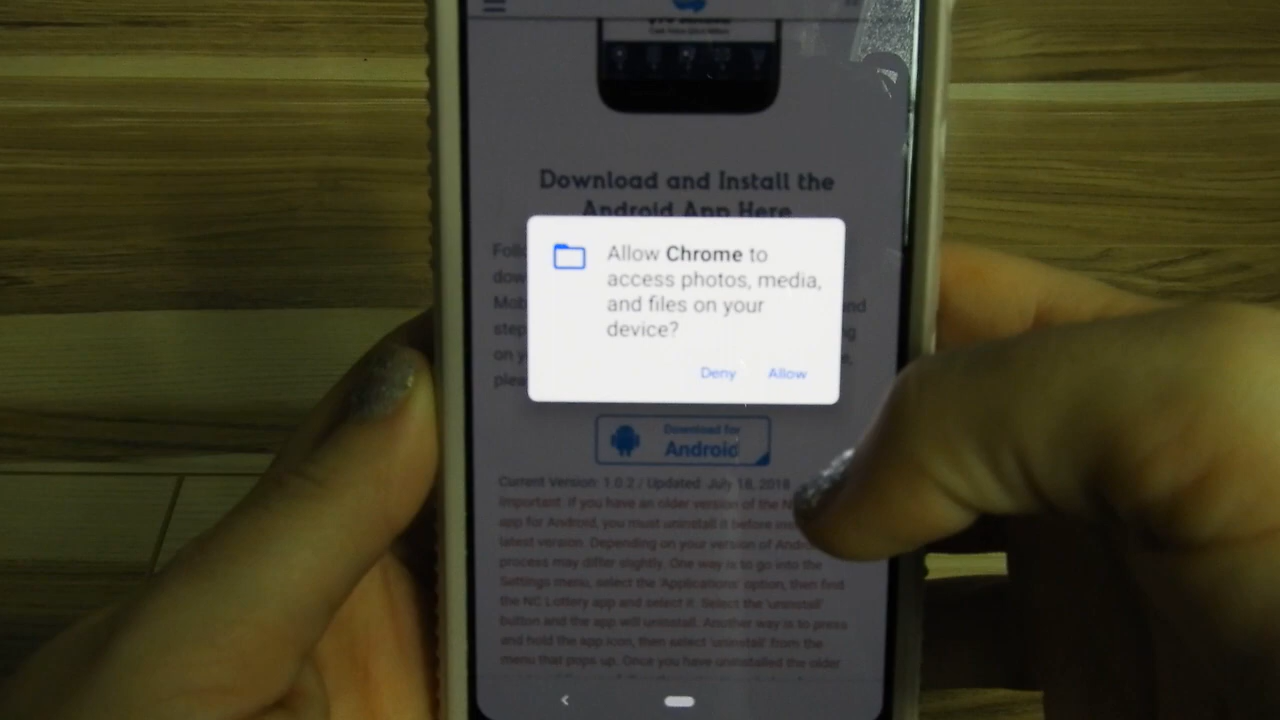 Download and Install the
Android App Here
Allow Chrome to
access photos, media,
and files on your
device?
Deny Allow
on
Download for
Android
Current Version: 1.0.2 / Updated: July 18, 2018
Important: If you have an older version of the
app for Android, you must uninstall it before
latest version. Depending on your version of
process may differ slightly. One way is to go into the
Settings menu, select the 'Applications' option, then find
the NC Lottery app and select it. Select the 'uninstall'
button and the app will uninstall. Another way is to press
and hold the app icon, then select 'uninstall' from the
menu that pops up. Once you have uninstalled the older